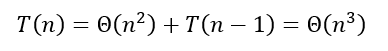 T(n) = Θ(n²) + T(n − 1) = Θ(n³)